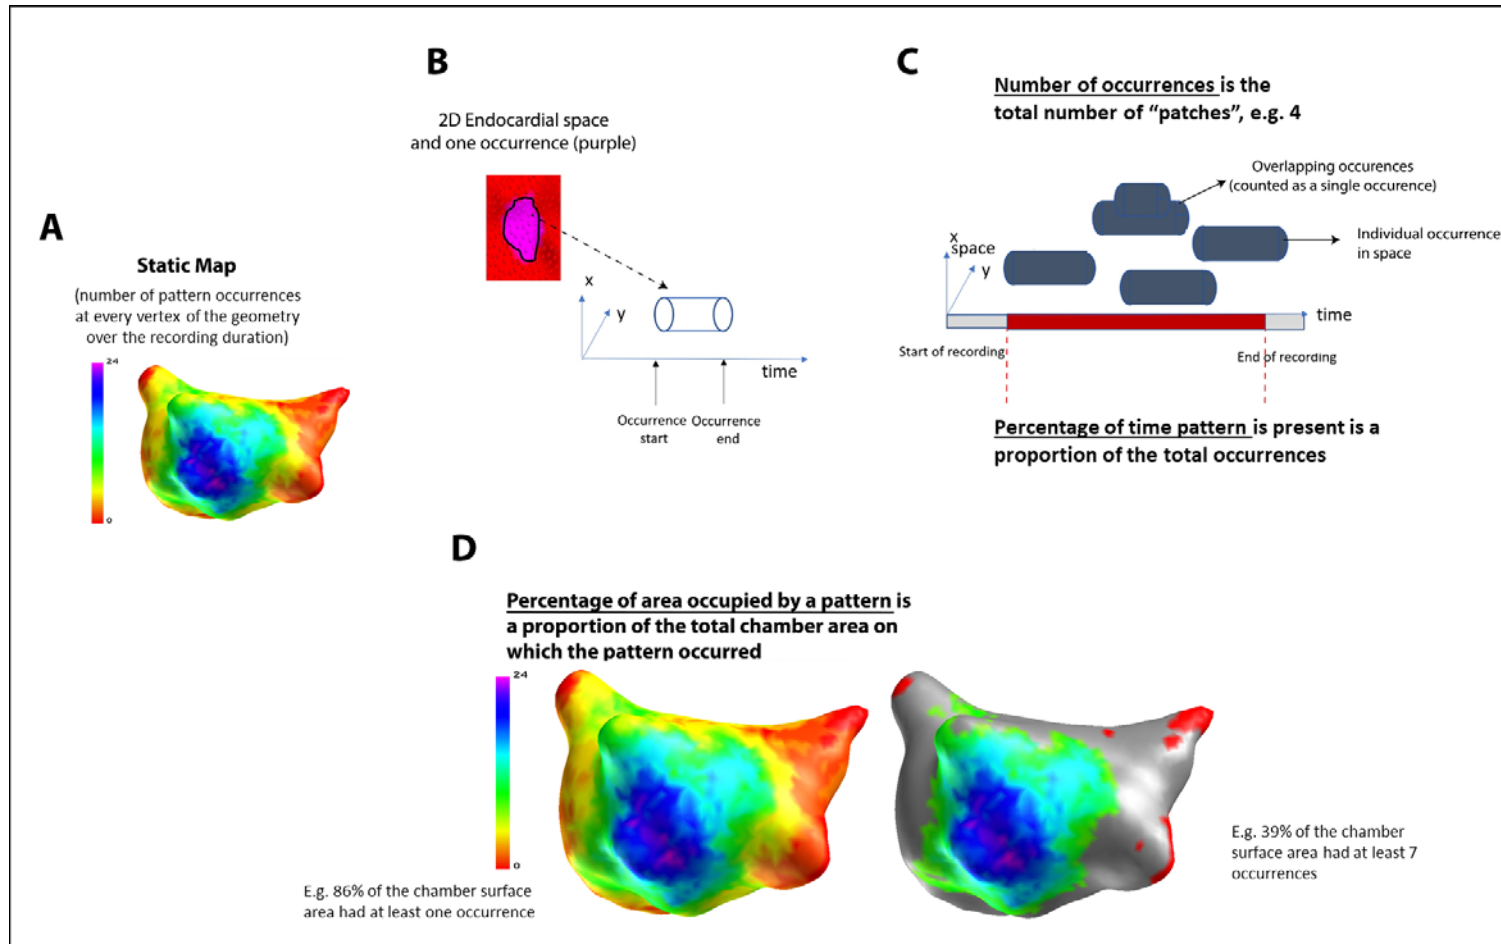 A
Static Map
(number of pattern occurrences
at every vertex of the geometry
over the recording duration)
24
0
B
2D Endocardial space
and one occurrence (purple)
x
y
time
Occurrence
start
Occurrence
end
C
Number of occurrences is the
total number of “patches”, e.g. 4
Overlapping occurences
(counted as a single occurence)
Individual occurrence
in space
x
space
y
time
Start of recording
End of recording
Percentage of time pattern is present is a
proportion of the total occurrences
D
Percentage of area occupied by a pattern is
a proportion of the total chamber area on
which the pattern occurred
24
0
E.g. 86% of the chamber surface
area had at least one occurrence
E.g. 39% of the chamber
surface area had at least 7
occurrences